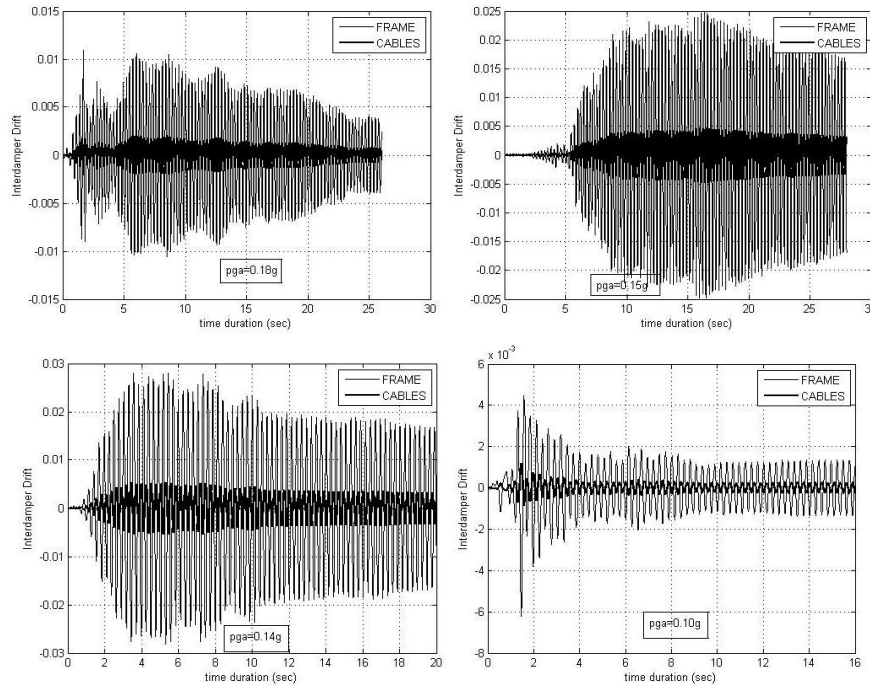 0.015
FRAME
CABLES
0.01
0.005
0
-0.005
-0.01
-0.015
Interdamper Drift
pga=0.18g
0 5 10 15 20 25 30
time duration (sec)
0.025
FRAME
CABLES
0.02
0.015
0.01
0.005
0
-0.005
-0.01
-0.015
-0.02
-0.025
Interdamper Drift
pga=0.15g
0 5 10 15 20 25 30
time duration (sec)
0.03
FRAME
CABLES
0.02
0.01
0
-0.01
-0.02
-0.03
Interdamper Drift
pga=0.14g
0 2 4 6 8 10 12 14 16 18 20
time duration (sec)
x 10-3
6
FRAME
CABLES
4
2
0
-2
-4
-6
-8
Interdamper Drift
pga=0.10g
0 2 4 6 8 10 12 14 16
time duration (sec)